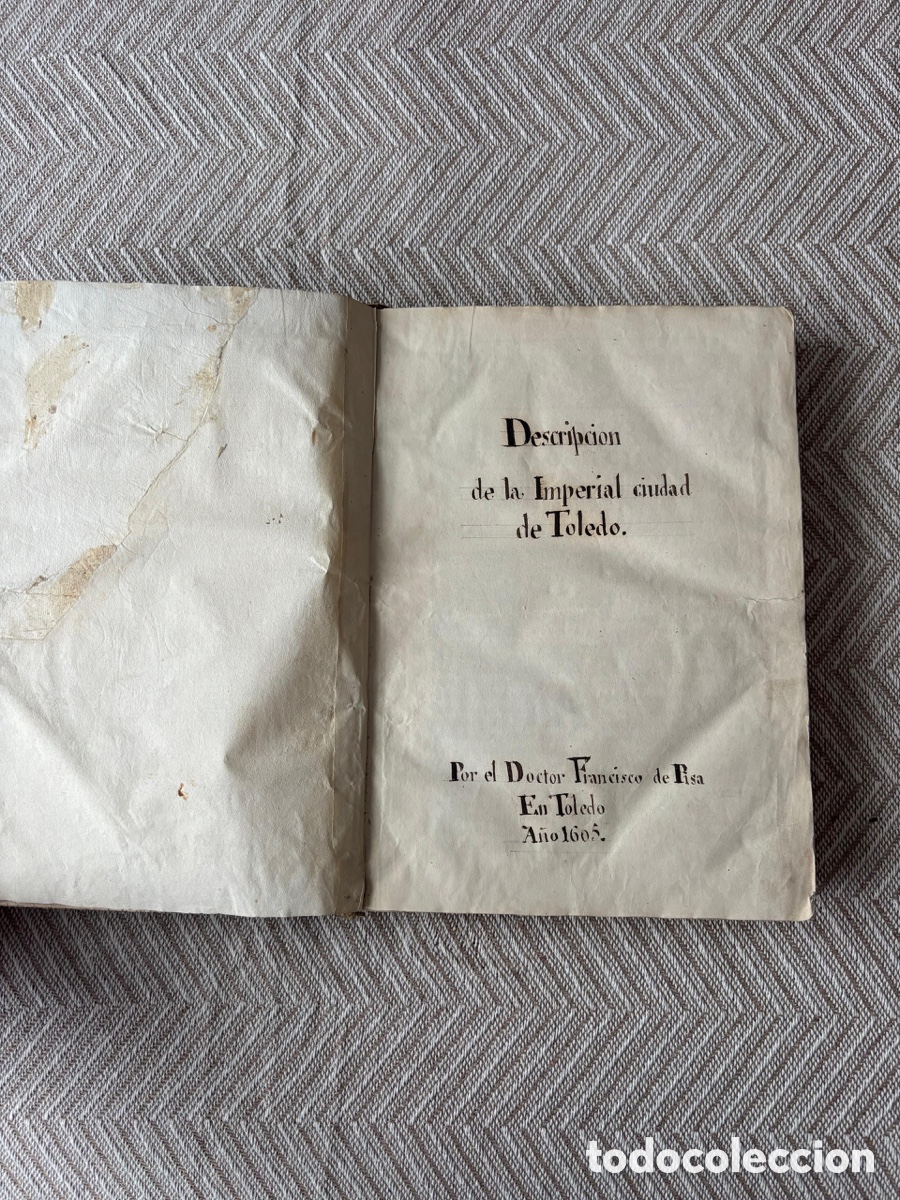 Descripcion
de la Imperial ciudad
de Toledo.
Por el Doctor Francisco de Pisa
En Toledo
Año 1605.
todocoleccion